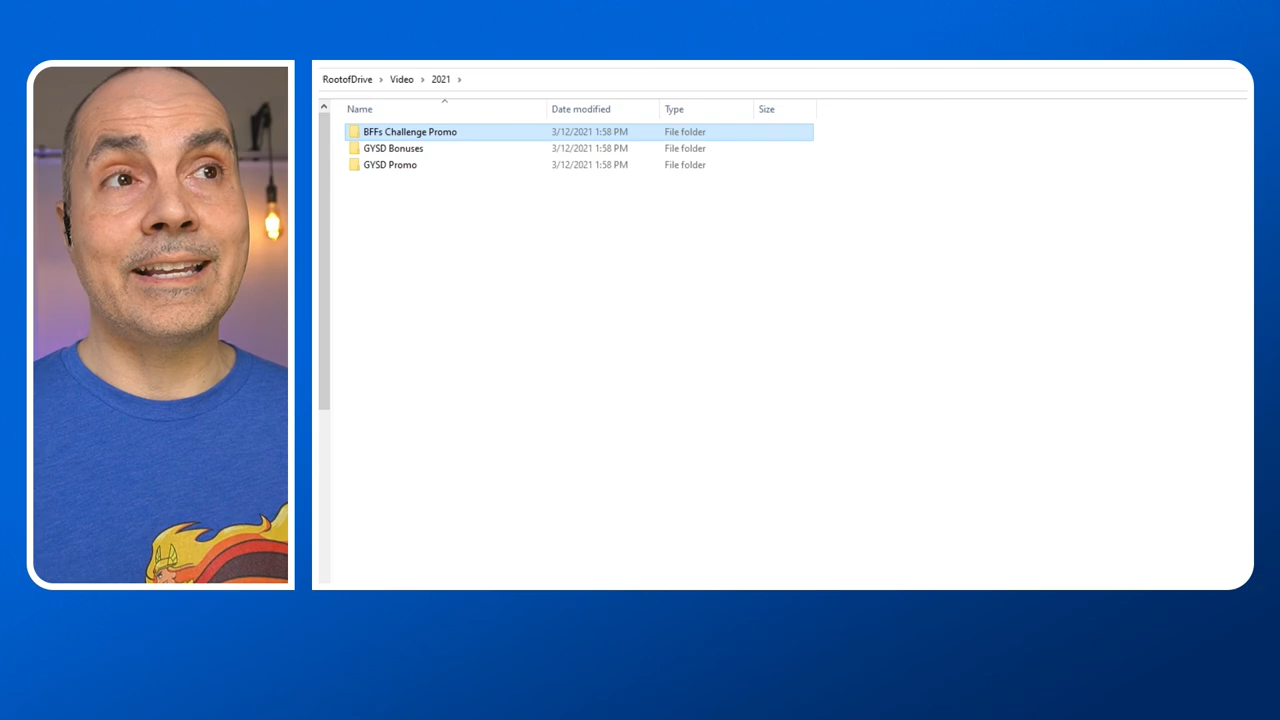 RootofDrive › Video › 2021 ›
Name Date modified Type Size
BFFs Challenge Promo 3/12/2021 1:58 PM File folder
GYSD Bonuses 3/12/2021 1:58 PM File folder
GYSD Promo 3/12/2021 1:58 PM File folder